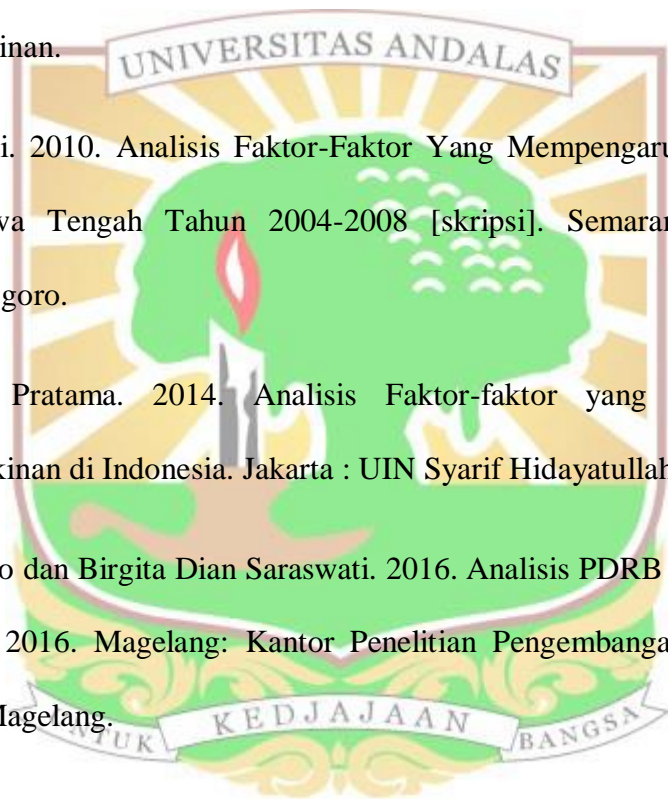 inan.
UNIVERSITAS ANDALAS
i. 2010. Analisis Faktor-Faktor Yang Mempengaru
va Tengah Tahun 2004-2008 [skripsi]. Semaran
goro.
Pratama. 2014. Analisis Faktor-faktor yang
kinan di Indonesia. Jakarta : UIN Syarif Hidayatullah
o dan Birgita Dian Saraswati. 2016. Analisis PDRB
2016. Magelang: Kantor Penelitian Pengembanga
Magelang.
UNTUK KEDJAJAAN BANGSA